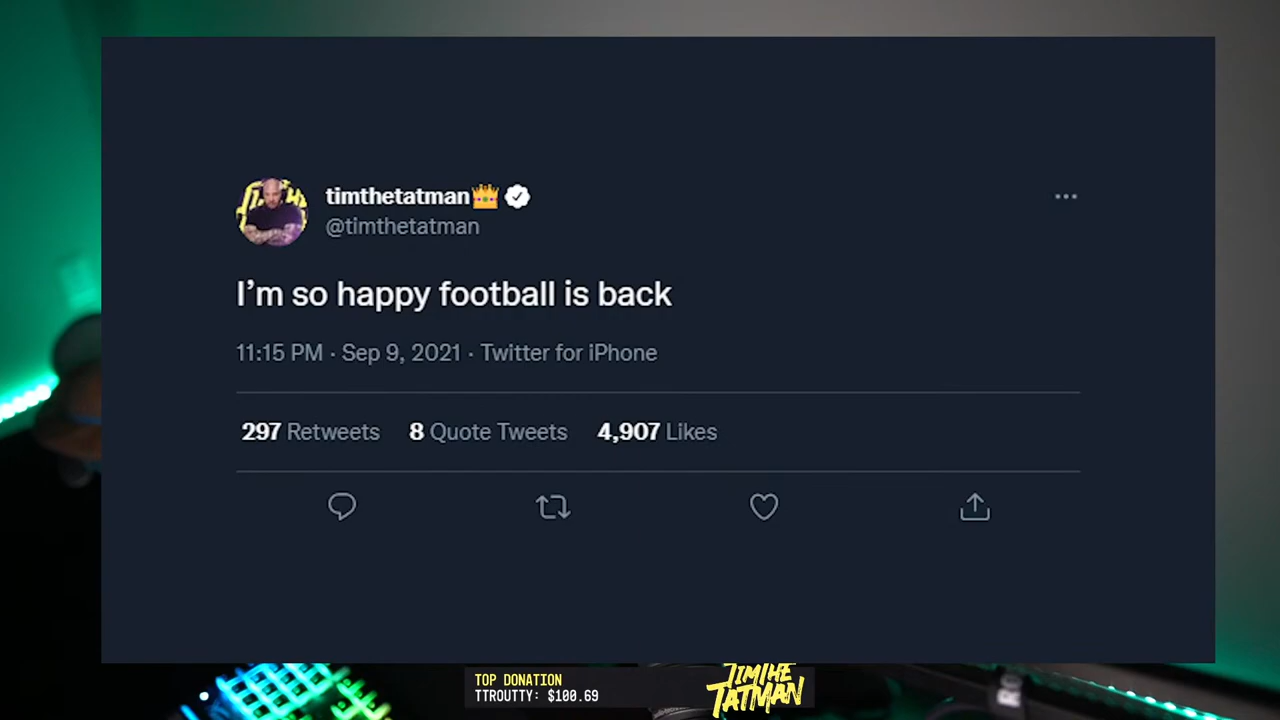 timthetatman👑
@timthetatman
I’m so happy football is back
11:15 PM · Sep 9, 2021 · Twitter for iPhone
297 Retweets 8 Quote Tweets 4,907 Likes
TOP DONATION
TTROUTTY: $100.69
TIMTHE
TATMAN